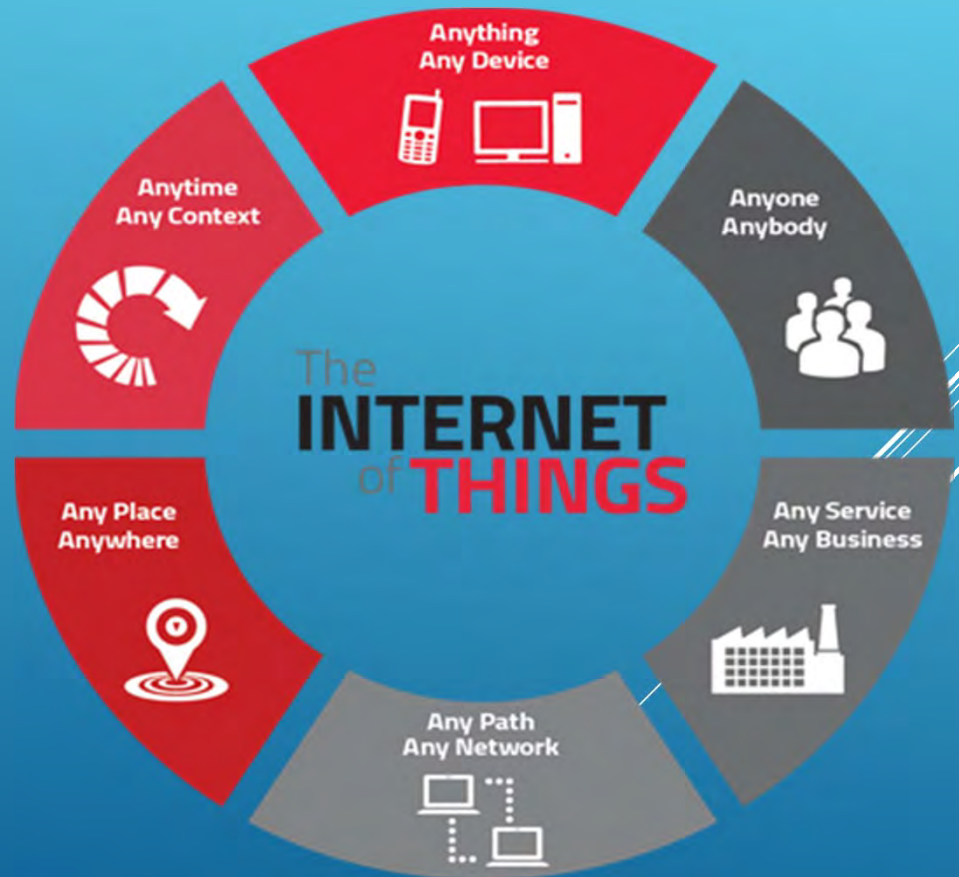 Anything
Any Device
Anyone
Anybody
Any Service
Any Business
Any Path
Any Network
Any Place
Anywhere
Anytime
Any Context
The
INTERNET
of THINGS